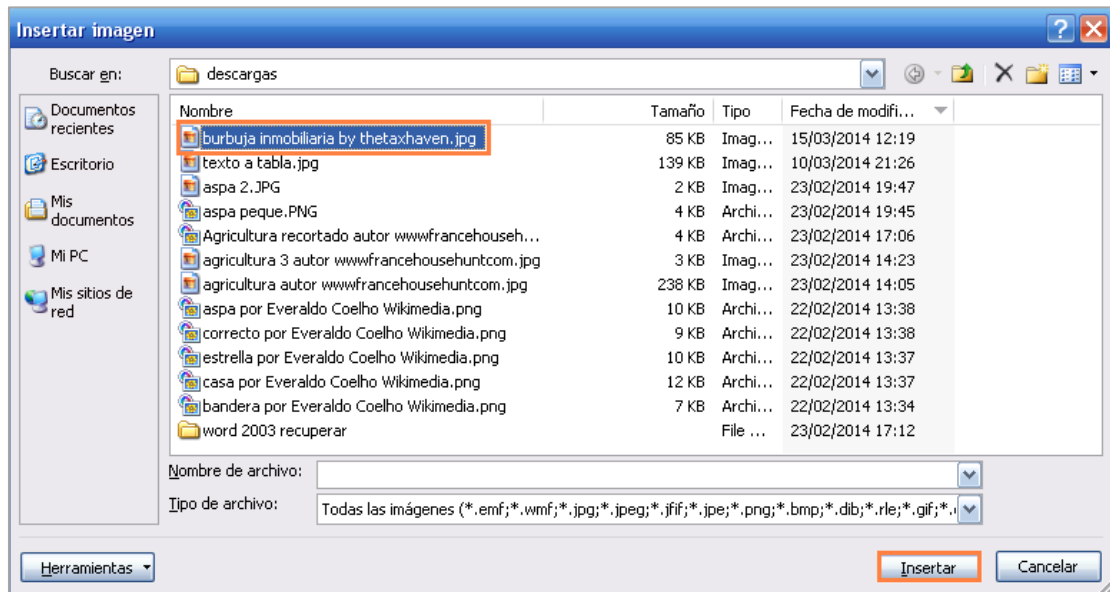 Insertar imagen
Buscar en: descargas
Documentos recientes
Escritorio
Mis documentos
Mi PC
Mis sitios de red
Nombre Tamaño Tipo Fecha de modifi...
burbuja inmobiliaria by thetaxhaven.jpg 85 KB Imag... 15/03/2014 12:19
texto a tabla.jpg 139 KB Imag... 10/03/2014 21:26
aspa 2.JPG 2 KB Imag... 23/02/2014 19:47
aspa peque.PNG 4 KB Archi... 23/02/2014 19:45
Agricultura recortado autor wwwfrancehouseh... 4 KB Archi... 23/02/2014 17:06
agricultura 3 autor wwwfrancehousehuntcom.jpg 3 KB Imag... 23/02/2014 14:23
agricultura autor wwwfrancehousehuntcom.jpg 238 KB Imag... 23/02/2014 14:05
aspa por Everaldo Coelho Wikimedia.png 10 KB Archi... 22/02/2014 13:38
correcto por Everaldo Coelho Wikimedia.png 9 KB Archi... 22/02/2014 13:38
estrella por Everaldo Coelho Wikimedia.png 10 KB Archi... 22/02/2014 13:37
casa por Everaldo Coelho Wikimedia.png 12 KB Archi... 22/02/2014 13:37
bandera por Everaldo Coelho Wikimedia.png 7 KB Archi... 22/02/2014 13:34
word 2003 recuperar File ... 23/02/2014 17:12
Nombre de archivo:
Tipo de archivo: Todas las imágenes (*.emf;*.wmf;*.jpg;*.jpeg;*.jfif;*.jpe;*.png;*.bmp;*.dib;*.rle;*.gif;*.
Herramientas Insertar Cancelar